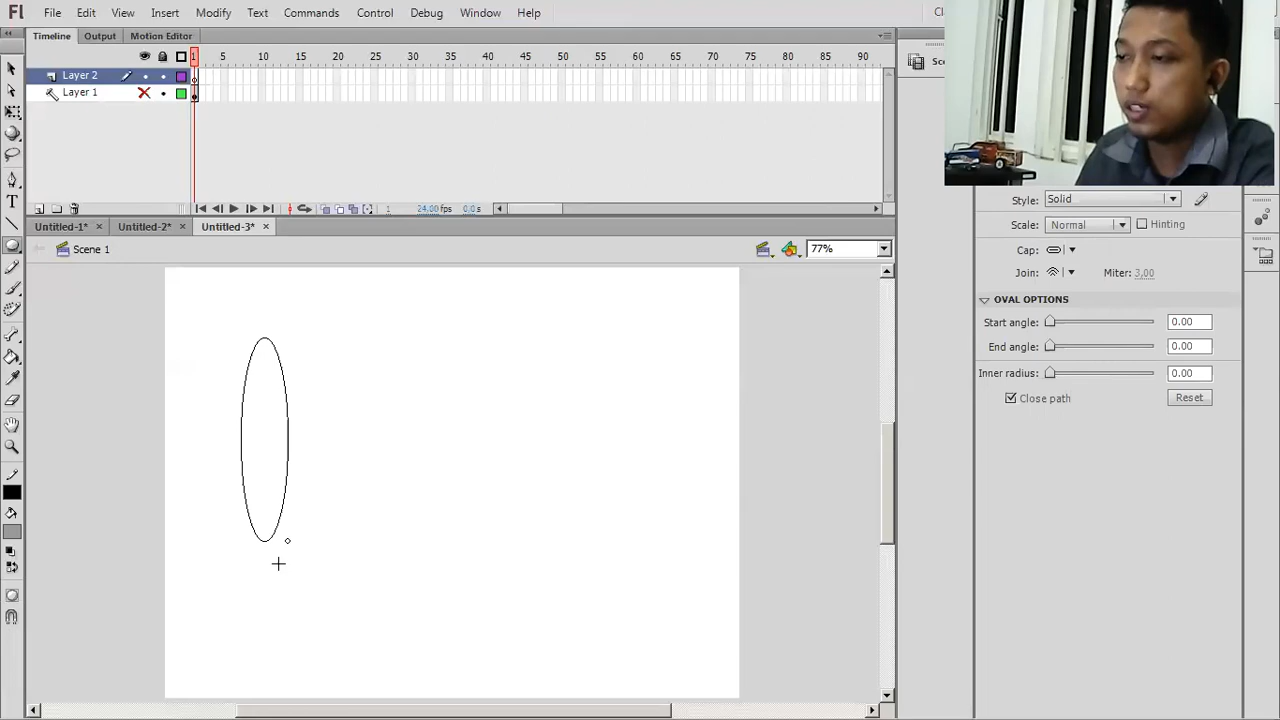 Fl File Edit View Insert Modify Text Commands Control Debug Window Help
Timeline Output Motion Editor
1 5 10 15 20 25 30 35 40 45 50 55 60 65 70 75 80 85 90
Layer 2
Layer 1
1 24.00 fps 0.0 s
Untitled-1* × Untitled-2* × Untitled-3* ×
Scene 1 77%
Style: Solid
Scale: Normal Hinting
Cap:
Join: Miter: 3.00
OVAL OPTIONS
Start angle: 0.00
End angle: 0.00
Inner radius: 0.00
Close path Reset